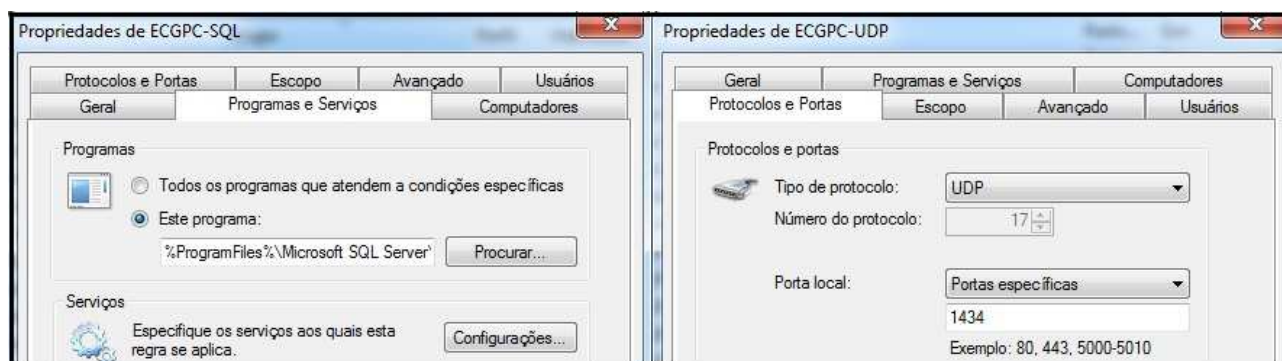 Propriedades de ECGPC-SQL
Protocolos e Portas Escopo Avançado Usuários
Geral Programas e Serviços Computadores
Programas
Todos os programas que atendem a condições específicas
Este programa:
%ProgramFiles%\Microsoft SQL Server\
Procurar...
Serviços
Especifique os serviços aos quais esta
regra se aplica.
Configurações...
Propriedades de ECGPC-UDP
Geral Programas e Serviços Computadores
Protocolos e Portas Escopo Avançado Usuários
Protocolos e portas
Tipo de protocolo: UDP
Número do protocolo: 17
Porta local: Portas específicas
1434
Exemplo: 80, 443, 5000-5010